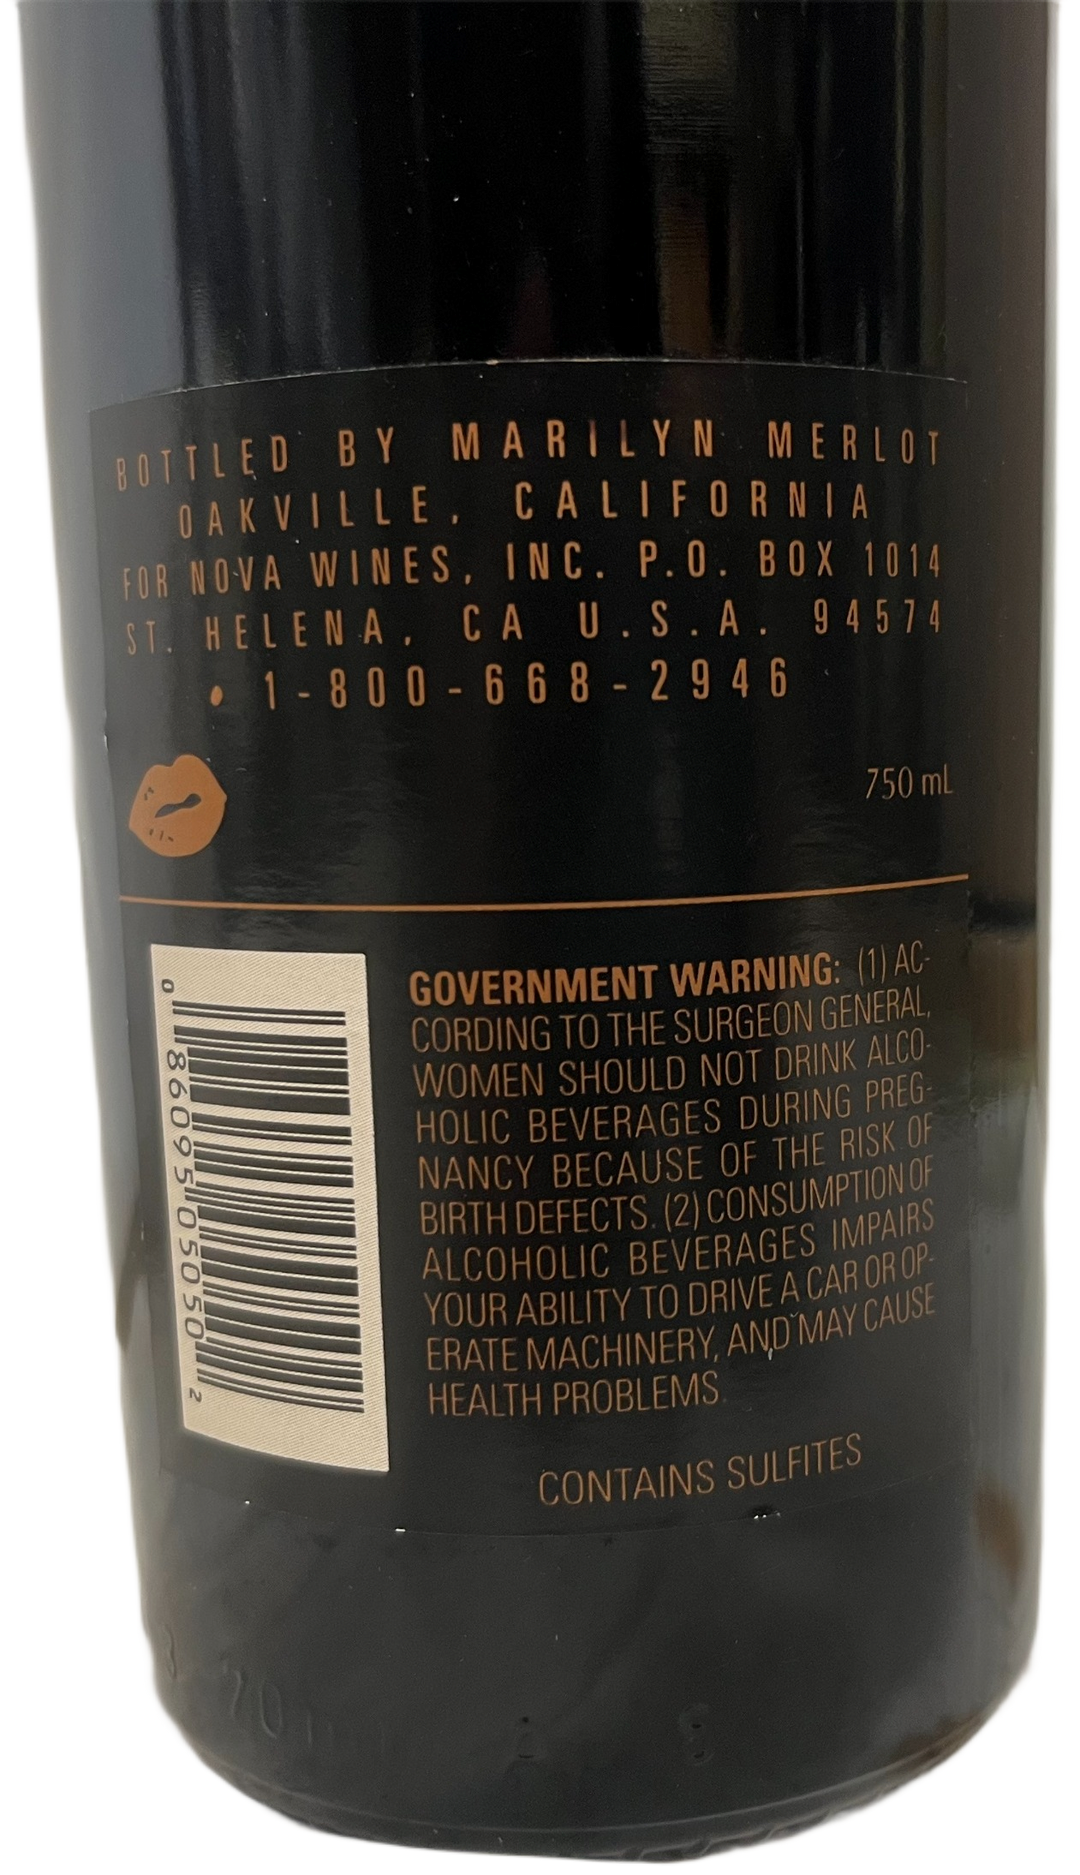 BOTTLED BY MARILYN MERLOT
OAKVILLE, CALIFORNIA
FOR NOVA WINES, INC. P.O. BOX 1014
ST. HELENA, CA U.S.A. 94574
• 1-800-668-2946
750 mL
0 86095 05050 2
GOVERNMENT WARNING: (1) AC-
CORDING TO THE SURGEON GENERAL,
WOMEN SHOULD NOT DRINK ALCO-
HOLIC BEVERAGES DURING PREG-
NANCY BECAUSE OF THE RISK OF
BIRTH DEFECTS. (2) CONSUMPTION OF
ALCOHOLIC BEVERAGES IMPAIRS
YOUR ABILITY TO DRIVE A CAR OR OP-
ERATE MACHINERY, AND MAY CAUSE
HEALTH PROBLEMS.
CONTAINS SULFITES